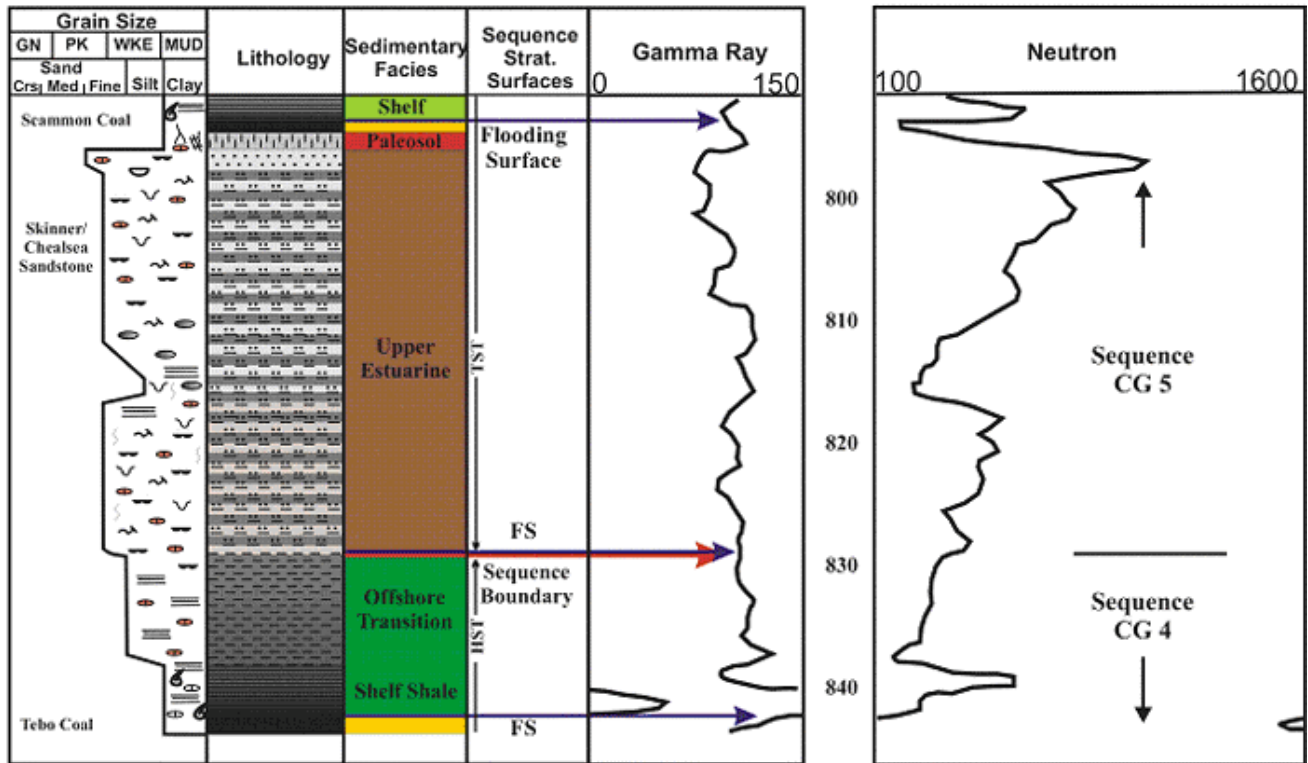 Grain Size
GN PK WKE MUD
Sand
Crs Med Fine Silt Clay
Lithology
Sedimentary
Facies
Sequence
Strat.
Surfaces
Gamma Ray
0 150
Neutron
100 1600
Scammon Coal
Shelf
Paleosol
Flooding
Surface
Skinner/
Chealsea
Sandstone
Upper
Estuarine
TST
FS
Sequence
Boundary
Offshore
Transition
HST
Shelf Shale
Tebo Coal
FS
800
810
820
830
840
Sequence
CG 5
Sequence
CG 4